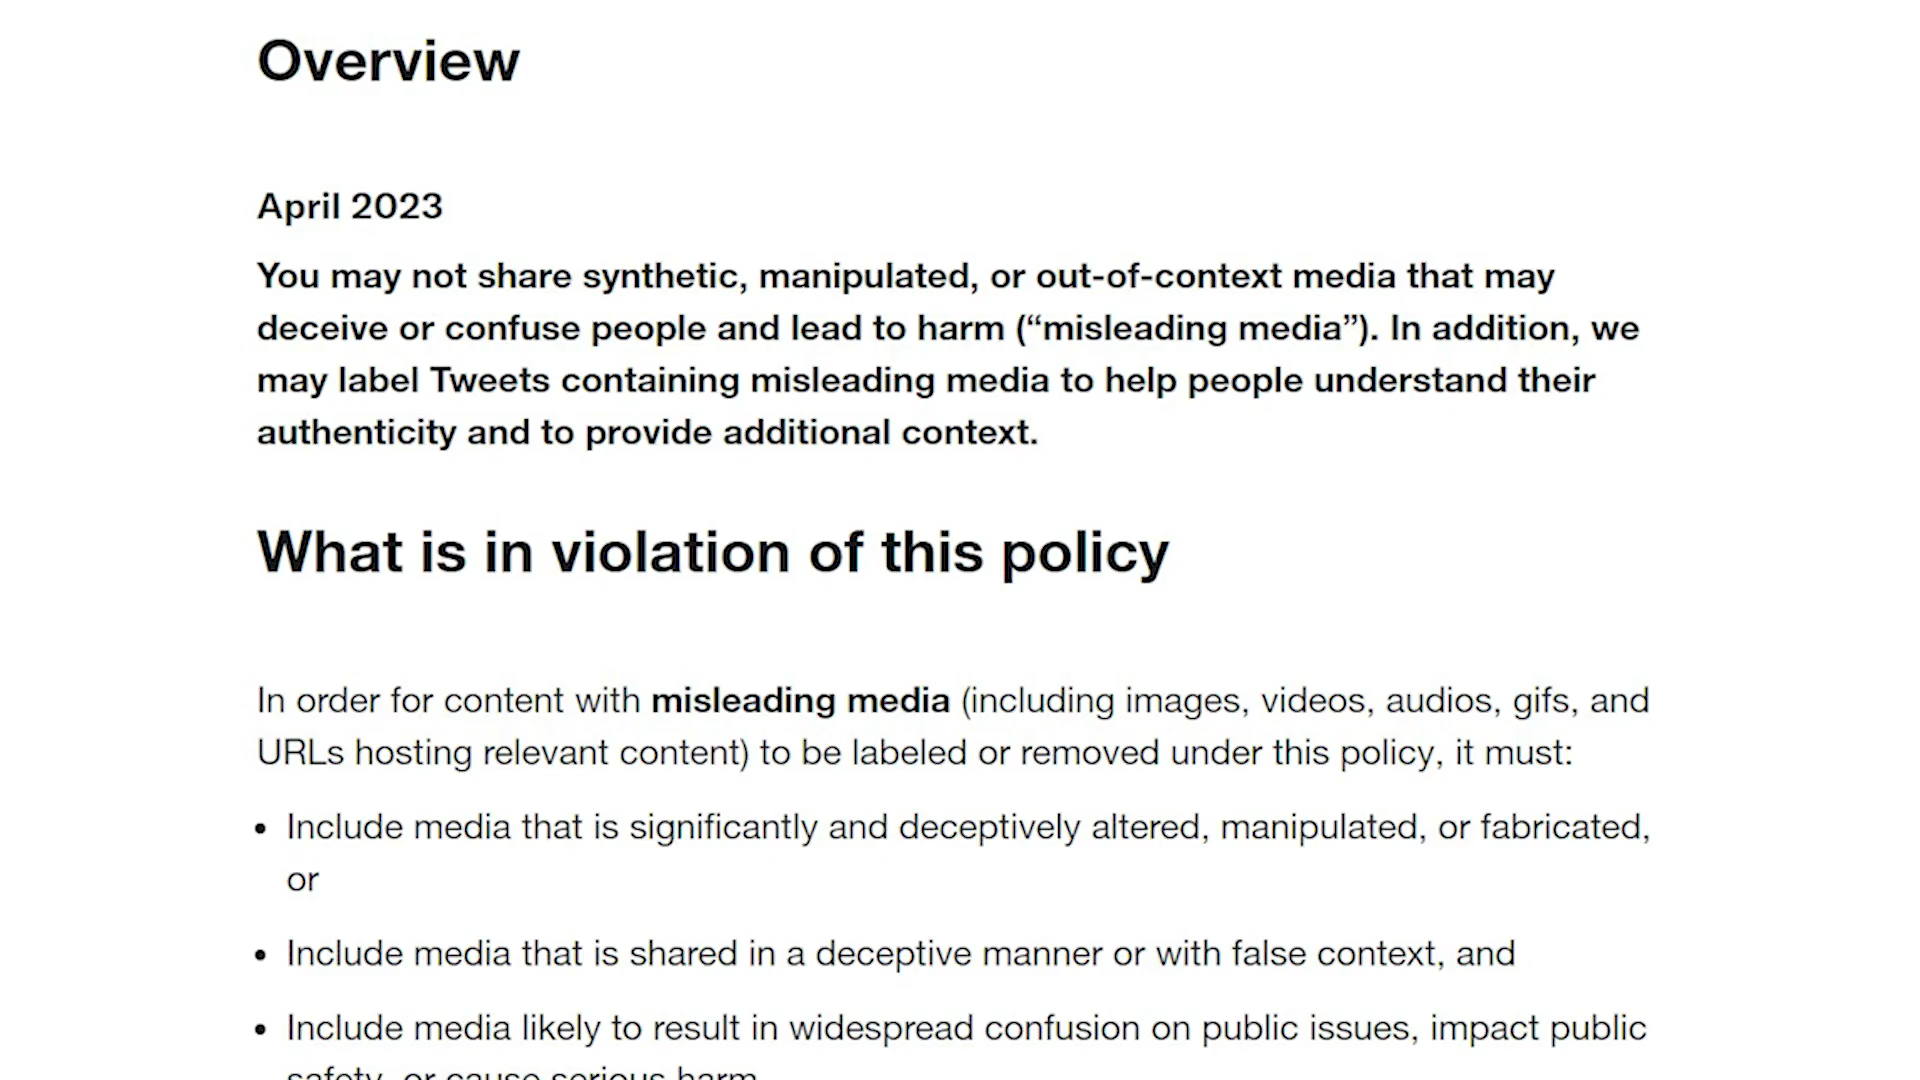 Overview
April 2023
You may not share synthetic, manipulated, or out-of-context media that may
deceive or confuse people and lead to harm (“misleading media”). In addition, we
may label Tweets containing misleading media to help people understand their
authenticity and to provide additional context.
What is in violation of this policy
In order for content with misleading media (including images, videos, audios, gifs, and
URLs hosting relevant content) to be labeled or removed under this policy, it must:
• Include media that is significantly and deceptively altered, manipulated, or fabricated,
or
• Include media that is shared in a deceptive manner or with false context, and
• Include media likely to result in widespread confusion on public issues, impact public
safety, or cause serious harm